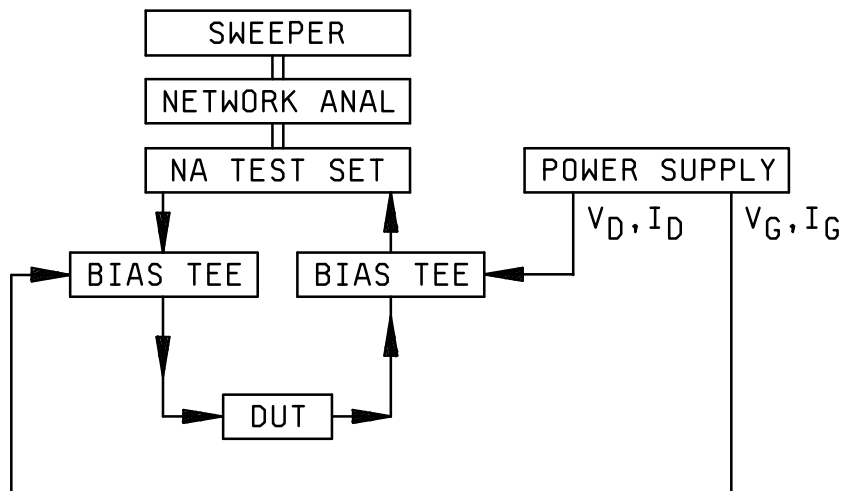 SWEEPER
NETWORK ANAL
NA TEST SET
POWER SUPPLY
VD,ID
VG,IG
BIAS TEE
BIAS TEE
DUT